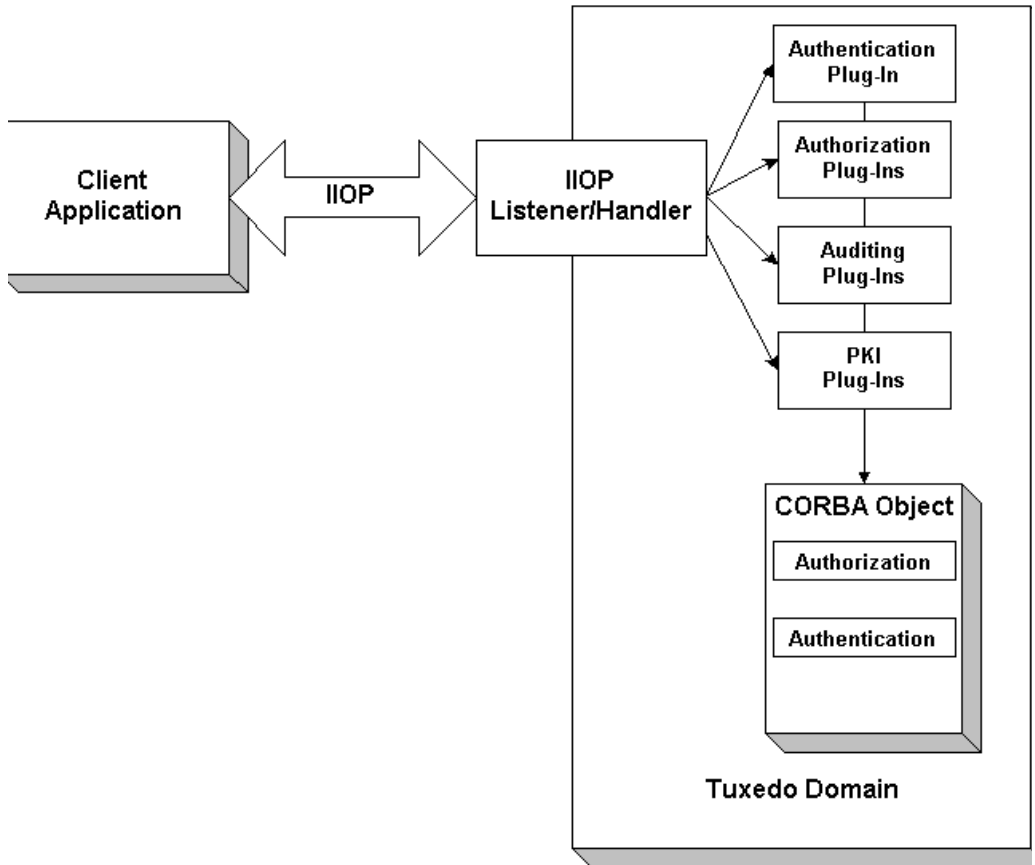 Client
Application
IIOP
IIOP
Listener/Handler
Authentication
Plug-In
Authorization
Plug-Ins
Auditing
Plug-Ins
PKI
Plug-Ins
CORBA Object
Authorization
Authentication
Tuxedo Domain